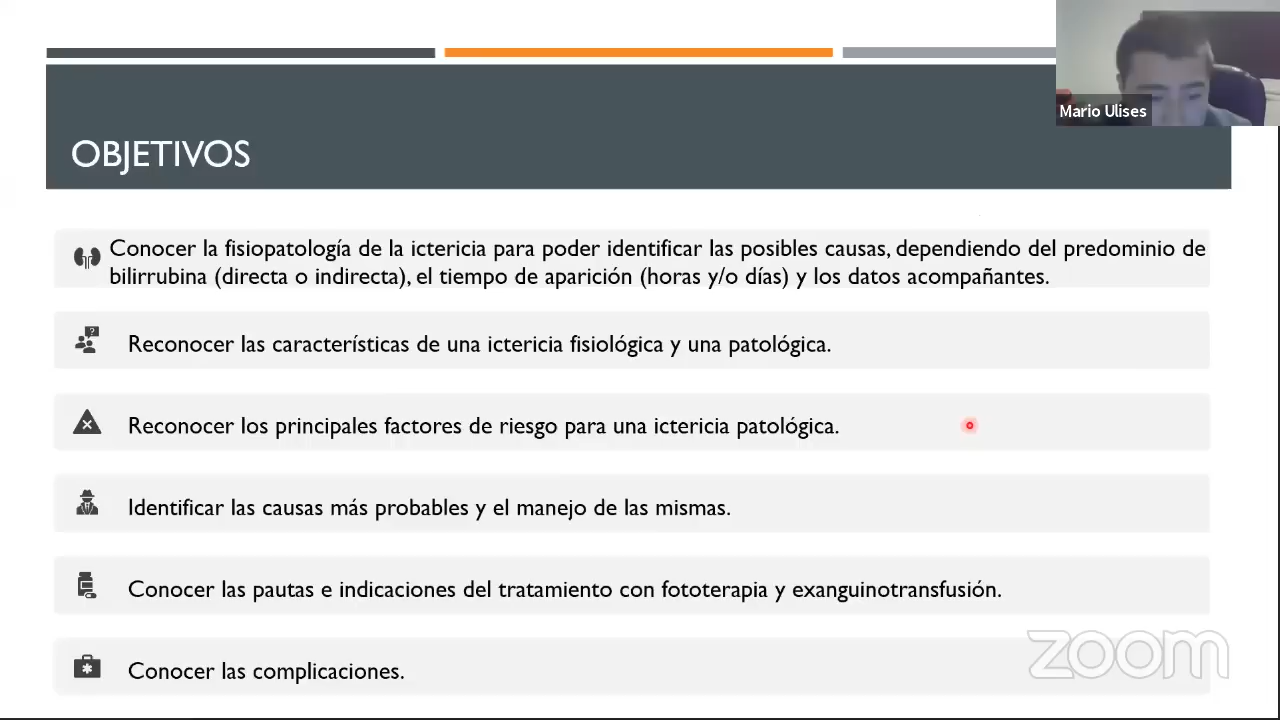 Mario Ulises
OBJETIVOS
Conocer la fisiopatología de la ictericia para poder identificar las posibles causas, dependiendo del predominio de
bilirrubina (directa o indirecta), el tiempo de aparición (horas y/o días) y los datos acompañantes.
Reconocer las características de una ictericia fisiológica y una patológica.
Reconocer los principales factores de riesgo para una ictericia patológica.
Identificar las causas más probables y el manejo de las mismas.
Conocer las pautas e indicaciones del tratamiento con fototerapia y exanguinotransfusión.
Conocer las complicaciones.
zoom